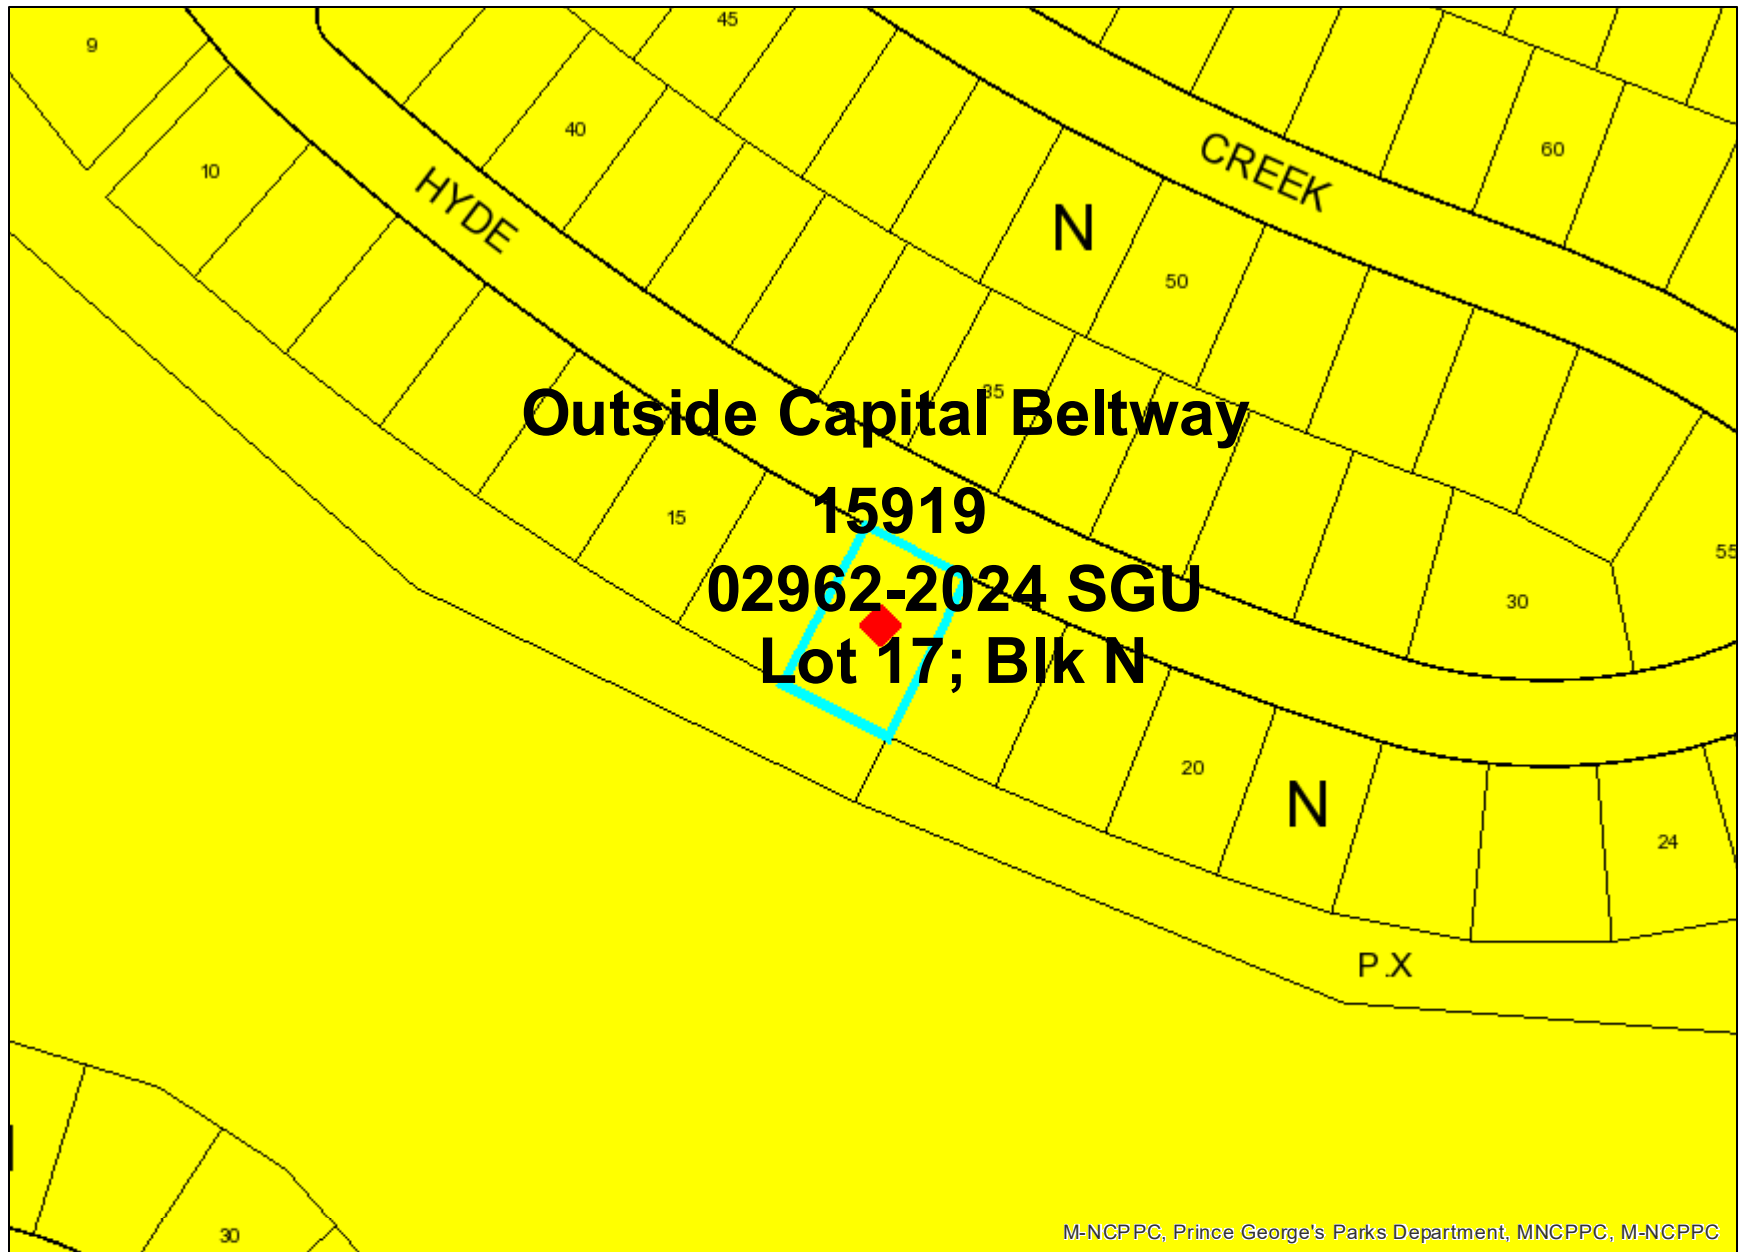 45
9
40
60
10
CREEK
HYDE
N
50
35
Outside Capital Beltway
15919
15
55
02962-2024 SGU
30
Lot 17; Blk N
20
N
24
P.X
30
M-NCPPC, Prince George's Parks Department, MNCPPC, M-NCPPC